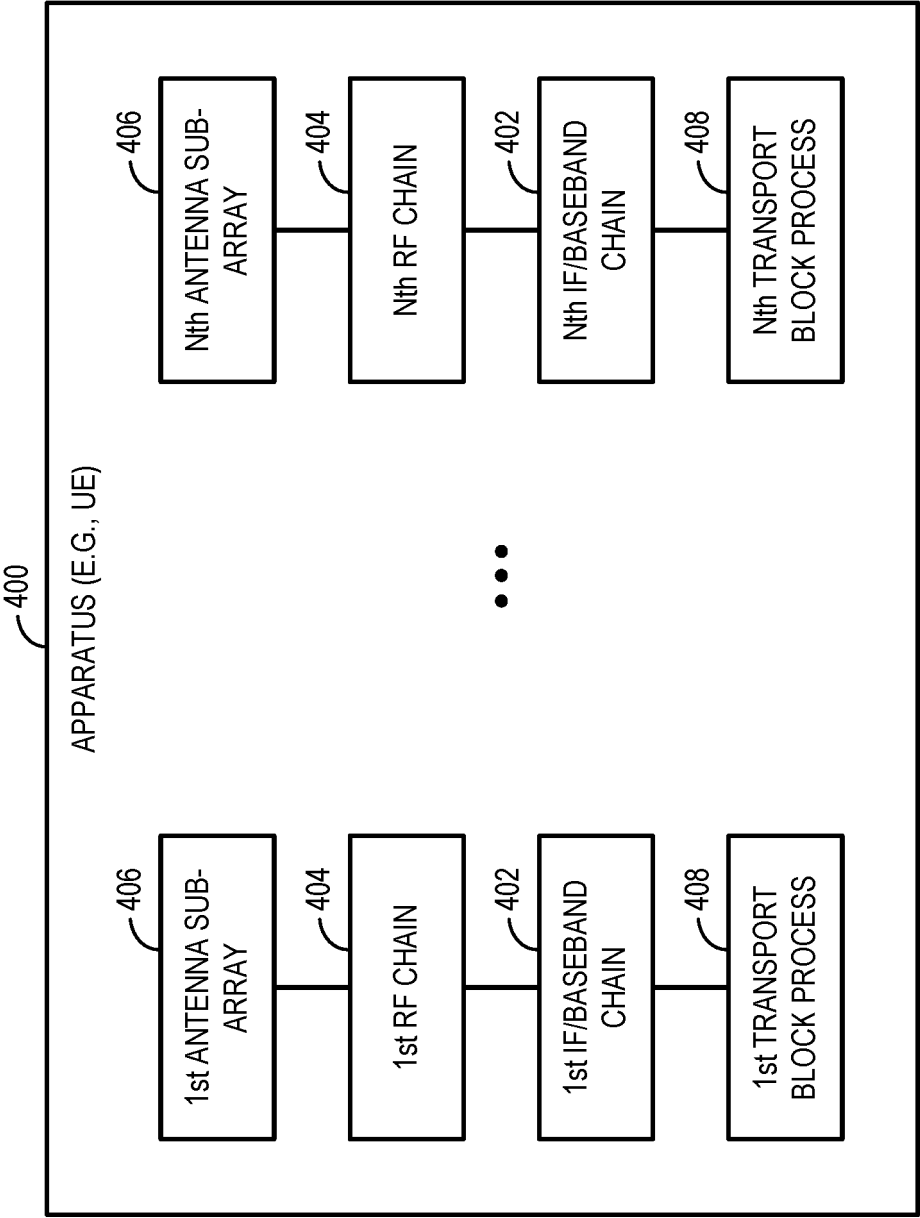 400
APPARATUS (E.G., UE)
406
1st ANTENNA SUB-
ARRAY
404
1st RF CHAIN
402
1st IF/BASEBAND
CHAIN
408
1st TRANSPORT
BLOCK PROCESS
406
Nth ANTENNA SUB-
ARRAY
404
Nth RF CHAIN
402
Nth IF/BASEBAND
CHAIN
408
Nth TRANSPORT
BLOCK PROCESS